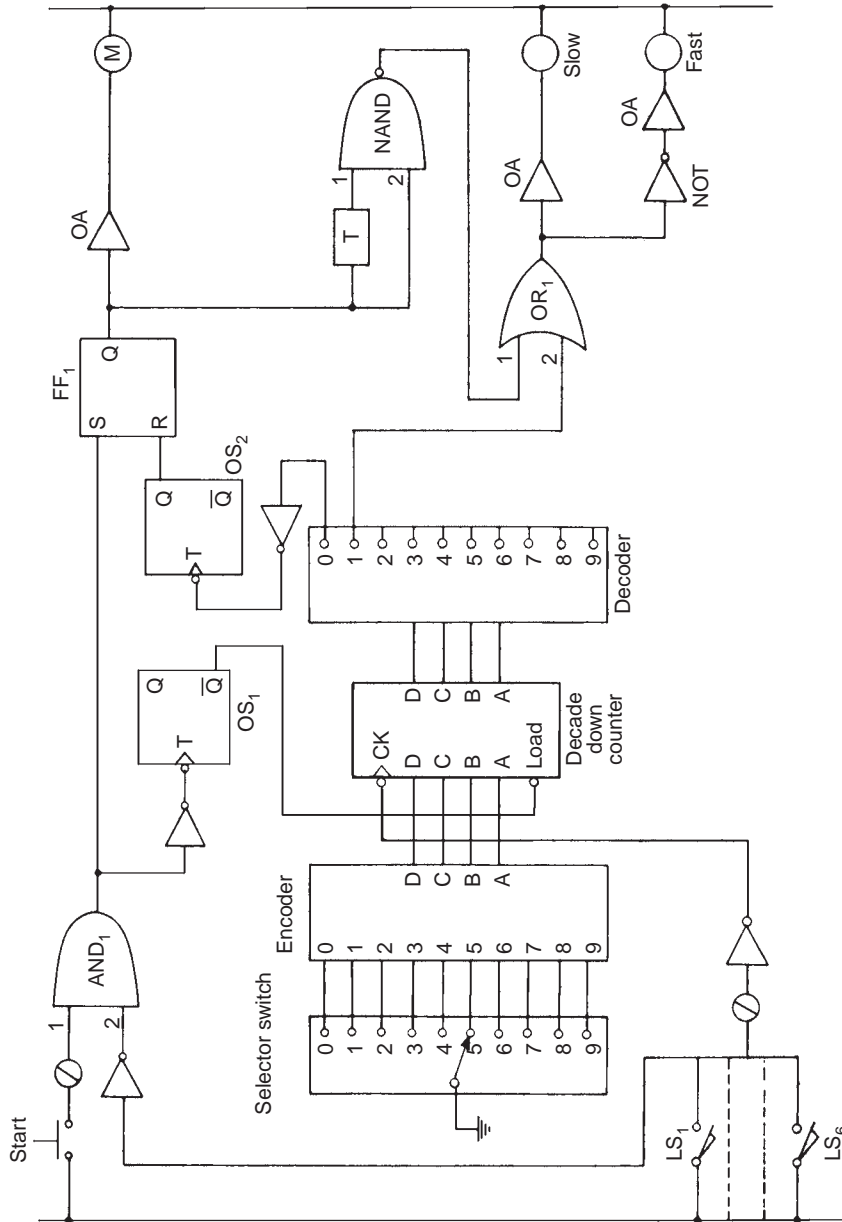 Start
1
2
AND1
T
Q
Q
OS1
S
R
Q
FF1
T
Q
Q
OS2
OA
M
T
1
2
NAND
Selector switch
0
1
2
3
4
5
6
7
8
9
Encoder
0
1
2
3
4
5
6
7
8
9
D
C
B
A
CK
D
C
B
A
Load
D
C
B
A
Decade
down
counter
0
1
2
3
4
5
6
7
8
9
Decoder
1
2
OR1
OA
Slow
NOT
OA
Fast
LS1
LS6